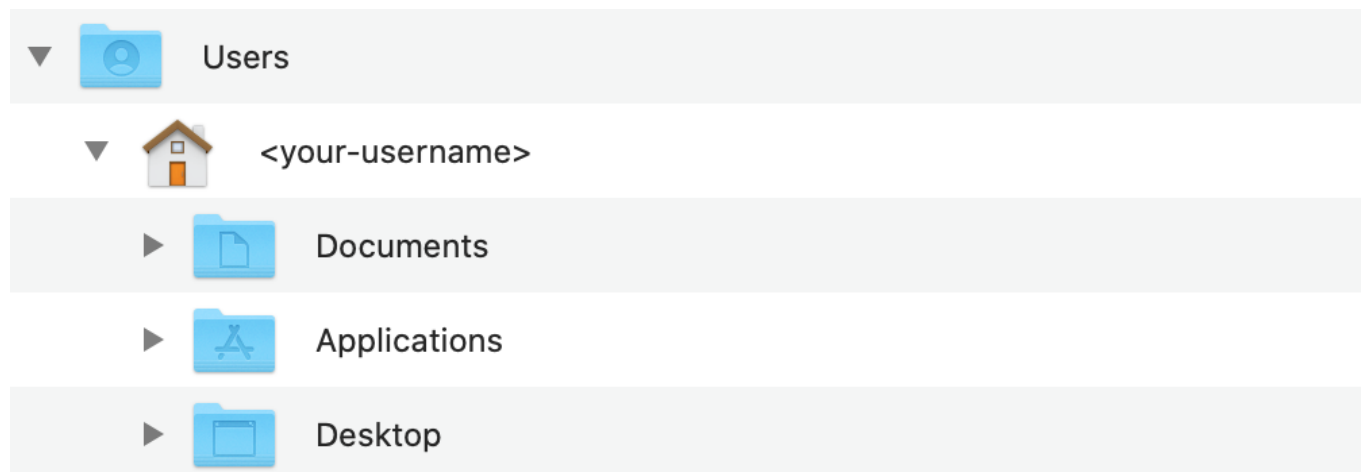 Users
<your-username>
Documents
Applications
Desktop